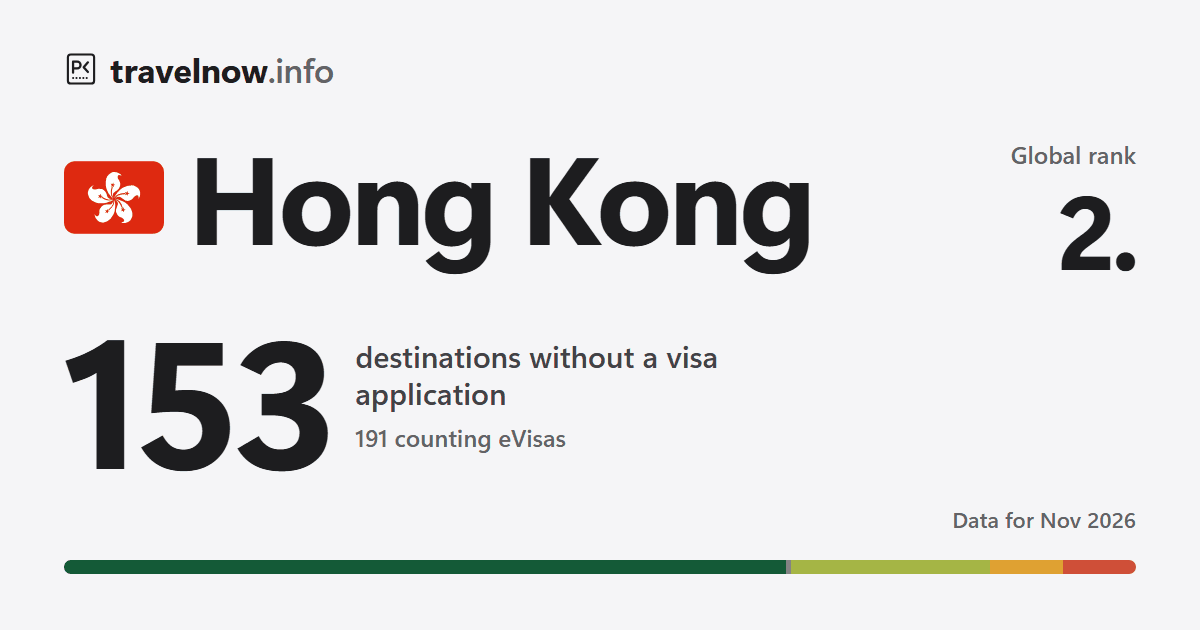 travelnow.info
Hong Kong
Global rank
2.
153
destinations without a visa
application
191 counting eVisas
Data for Nov 2026